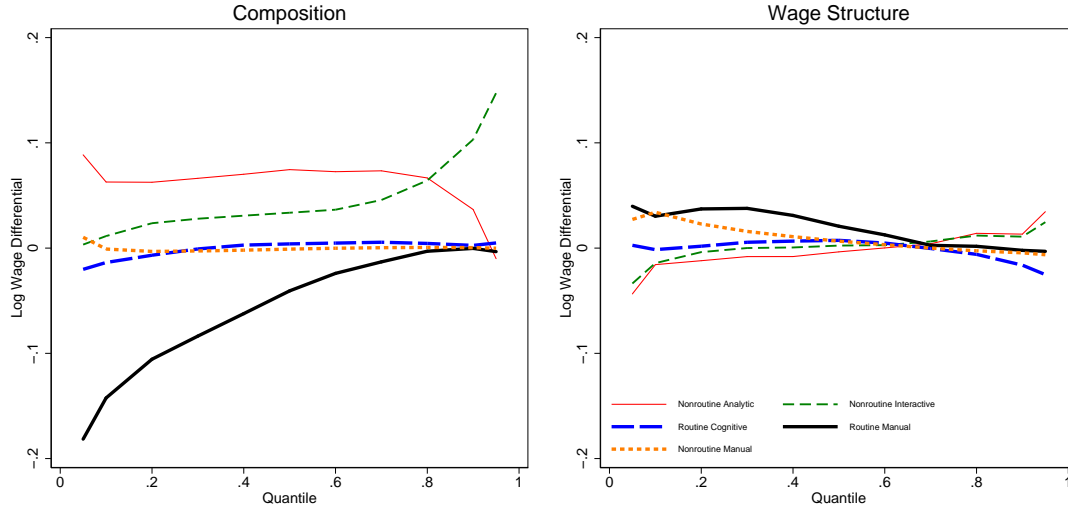 Composition
Wage Structure
Log Wage Differential
.2
.1
0
−.1
−.2
0
.2
.4
.6
.8
1
Quantile
Log Wage Differential
.2
.1
0
−.1
−.2
Nonroutine Analytic
Nonroutine Interactive
Routine Cognitive
Routine Manual
Nonroutine Manual
0
.2
.4
.6
.8
1
Quantile